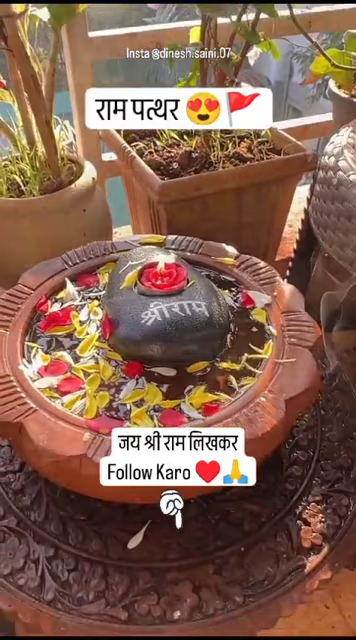 Insta @dinesh.saini.07
राम पत्थर 😍🚩
श्रीराम
जय श्री राम लिखकर
Follow Karo ♥️🙏
👇